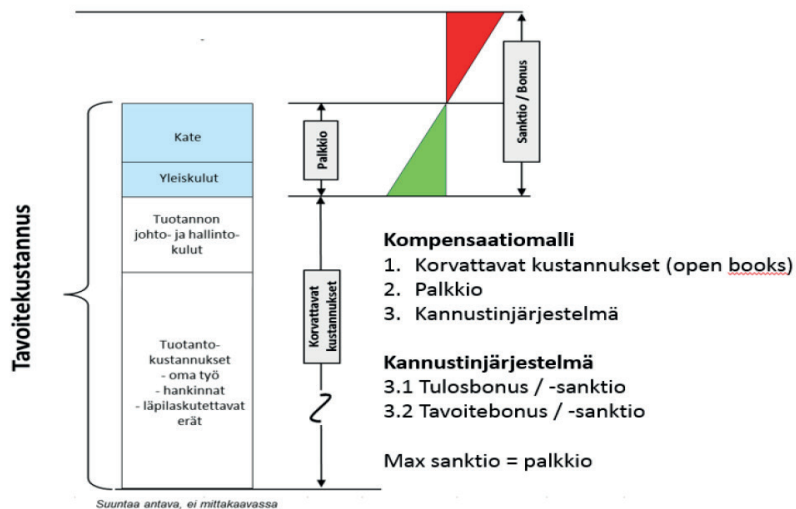 Tavoitekustannus
Kate
Yleiskulut
Tuotannon
johto- ja hallinto-
kulut
Tuotanto-
kustannukset
- oma työ
- hankinnat
- läpilaskutettavat
erät
Palkkio
Korvattavat
kustannukset
Sanktio / Bonus
Kompensaatiomalli
1. Korvattavat kustannukset (open books)
2. Palkkio
3. Kannustinjärjestelmä
Kannustinjärjestelmä
3.1 Tulosbonus / -sanktio
3.2 Tavoitebonus / -sanktio
Max sanktio = palkkio
Suuntaa antava, ei mittakaavassa